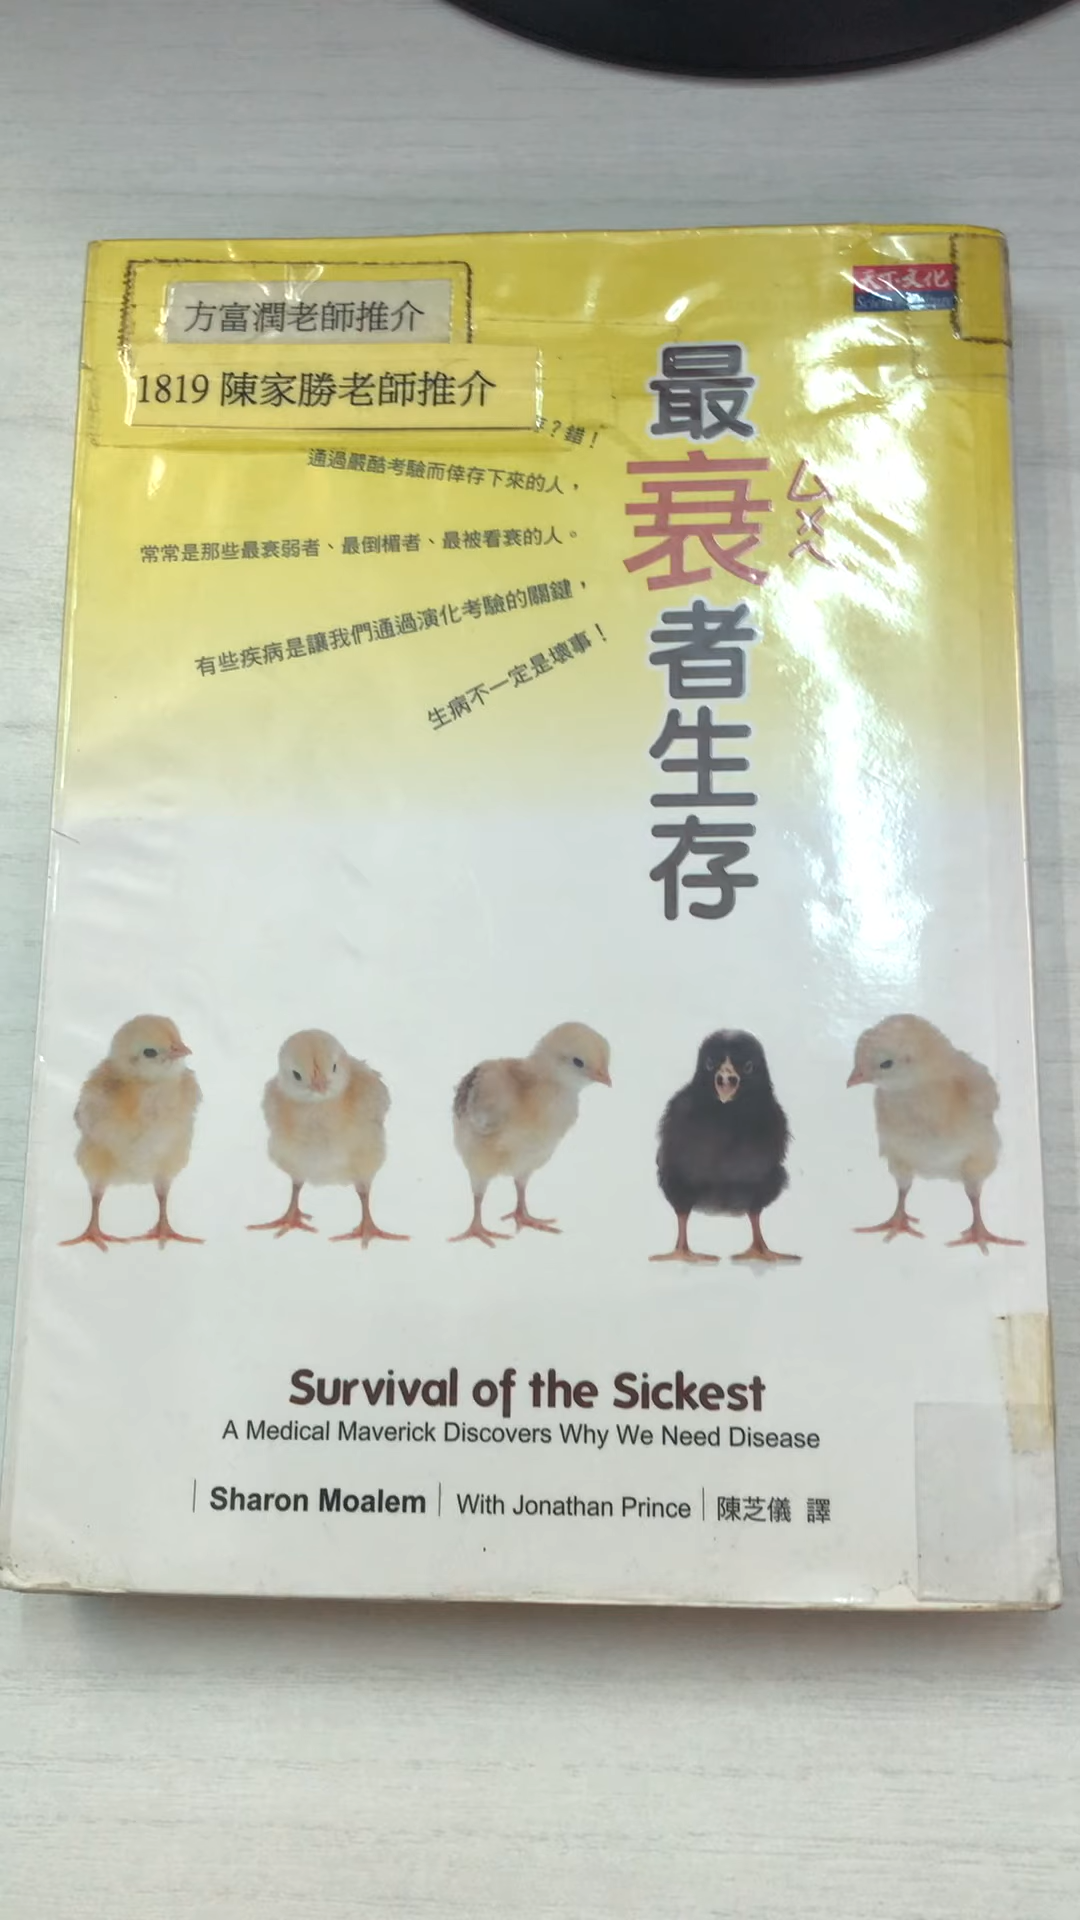 天下文化
方富潤老師推介
1819 陳家勝老師推介
最衰者生存
ㄙㄨㄟ
？錯！
通過嚴酷考驗而倖存下來的人，
常常是那些最衰弱者、最倒楣者、最被看衰的人。
有些疾病是讓我們通過演化考驗的關鍵，
生病不一定是壞事！
Survival of the Sickest
A Medical Maverick Discovers Why We Need Disease
Sharon Moalem
With Jonathan Prince
陳芝儀 譯